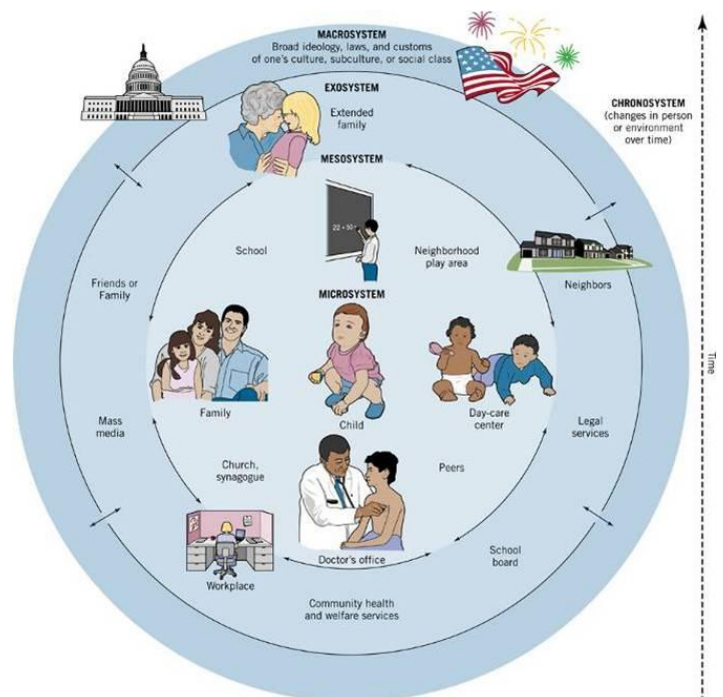 MACROSYSTEM
Broad ideology, laws, and customs
of one's culture, subculture, or social class
EXOSYSTEM
Extended
family
CHRONOSYSTEM
(changes in person
or environment
over time)
MESOSYSTEM
22 + 50 =
School
Neighborhood
play area
Friends or
Family
Neighbors
MICROSYSTEM
Time
Family
Child
Day-care
center
Mass
media
Legal
services
Church,
synagogue
Peers
Doctor's office
School
board
Workplace
Community health
and welfare services